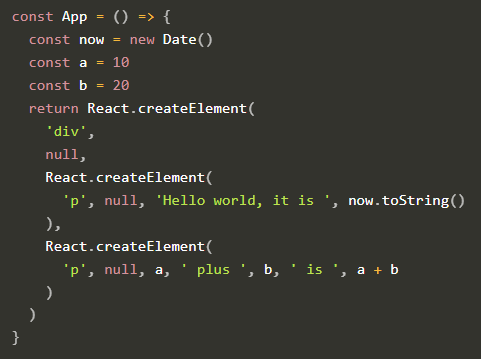 const App = () => {
  const now = new Date()
  const a = 10
  const b = 20
  return React.createElement(
    'div',
    null,
    React.createElement(
      'p', null, 'Hello world, it is ', now.toString()
    ),
    React.createElement(
      'p', null, a, ' plus ', b, ' is ', a + b
    )
  )
}